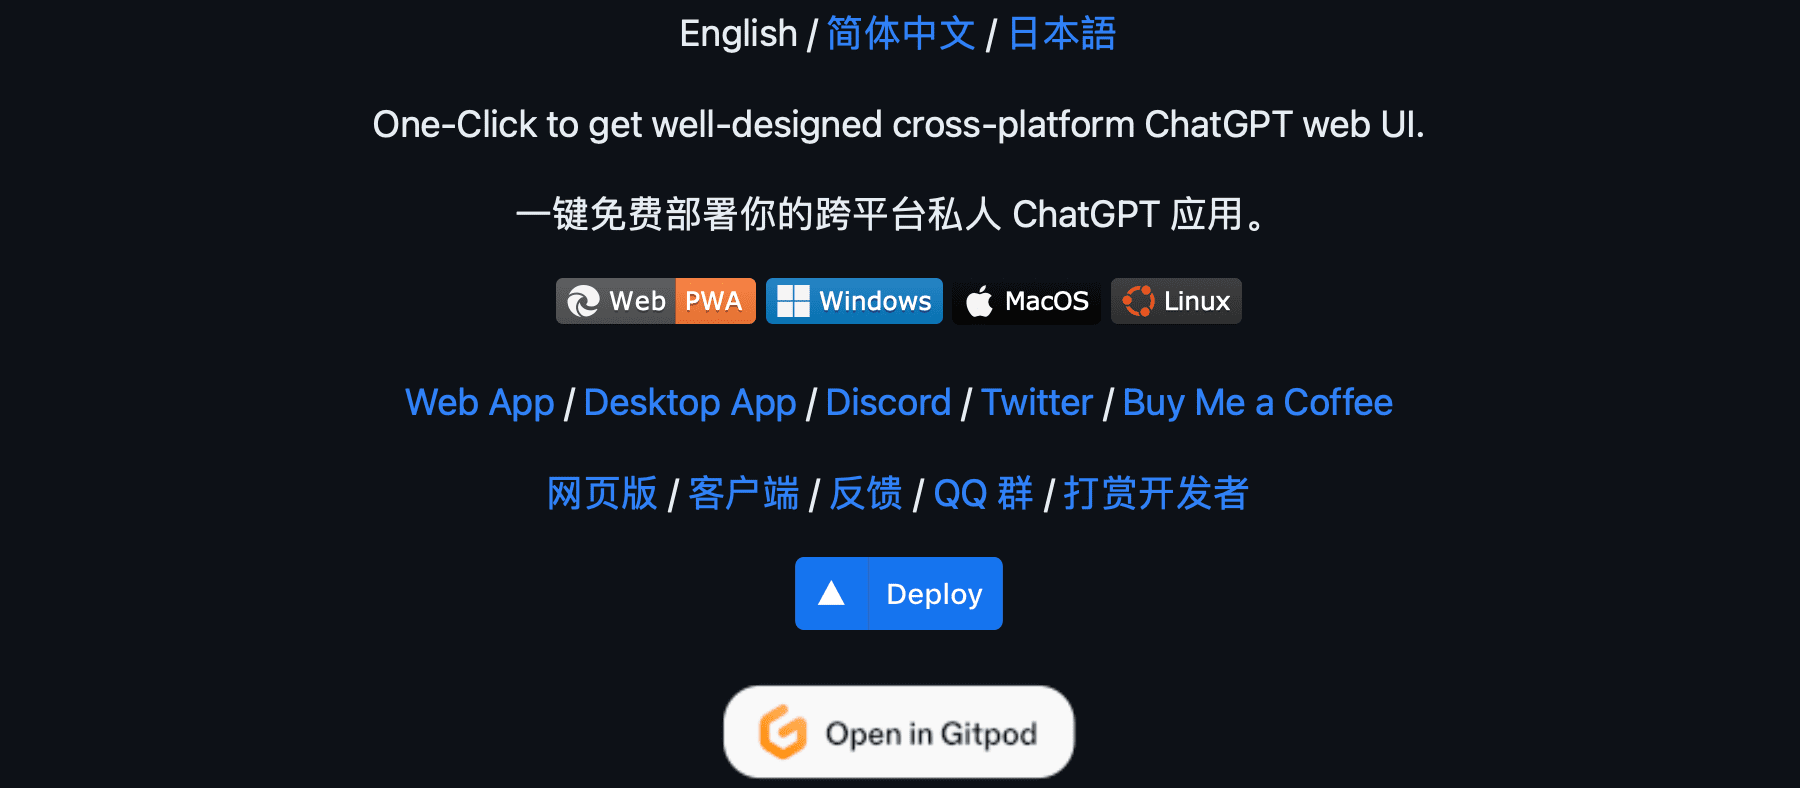 English / 简体中文 / 日本語
One-Click to get well-designed cross-platform ChatGPT web UI.
一键免费部署你的跨平台私人 ChatGPT 应用。
Web PWA Windows MacOS Linux
Web App / Desktop App / Discord / Twitter / Buy Me a Coffee
网页版 / 客户端 / 反馈 / QQ 群 / 打赏开发者
Deploy
Open in Gitpod